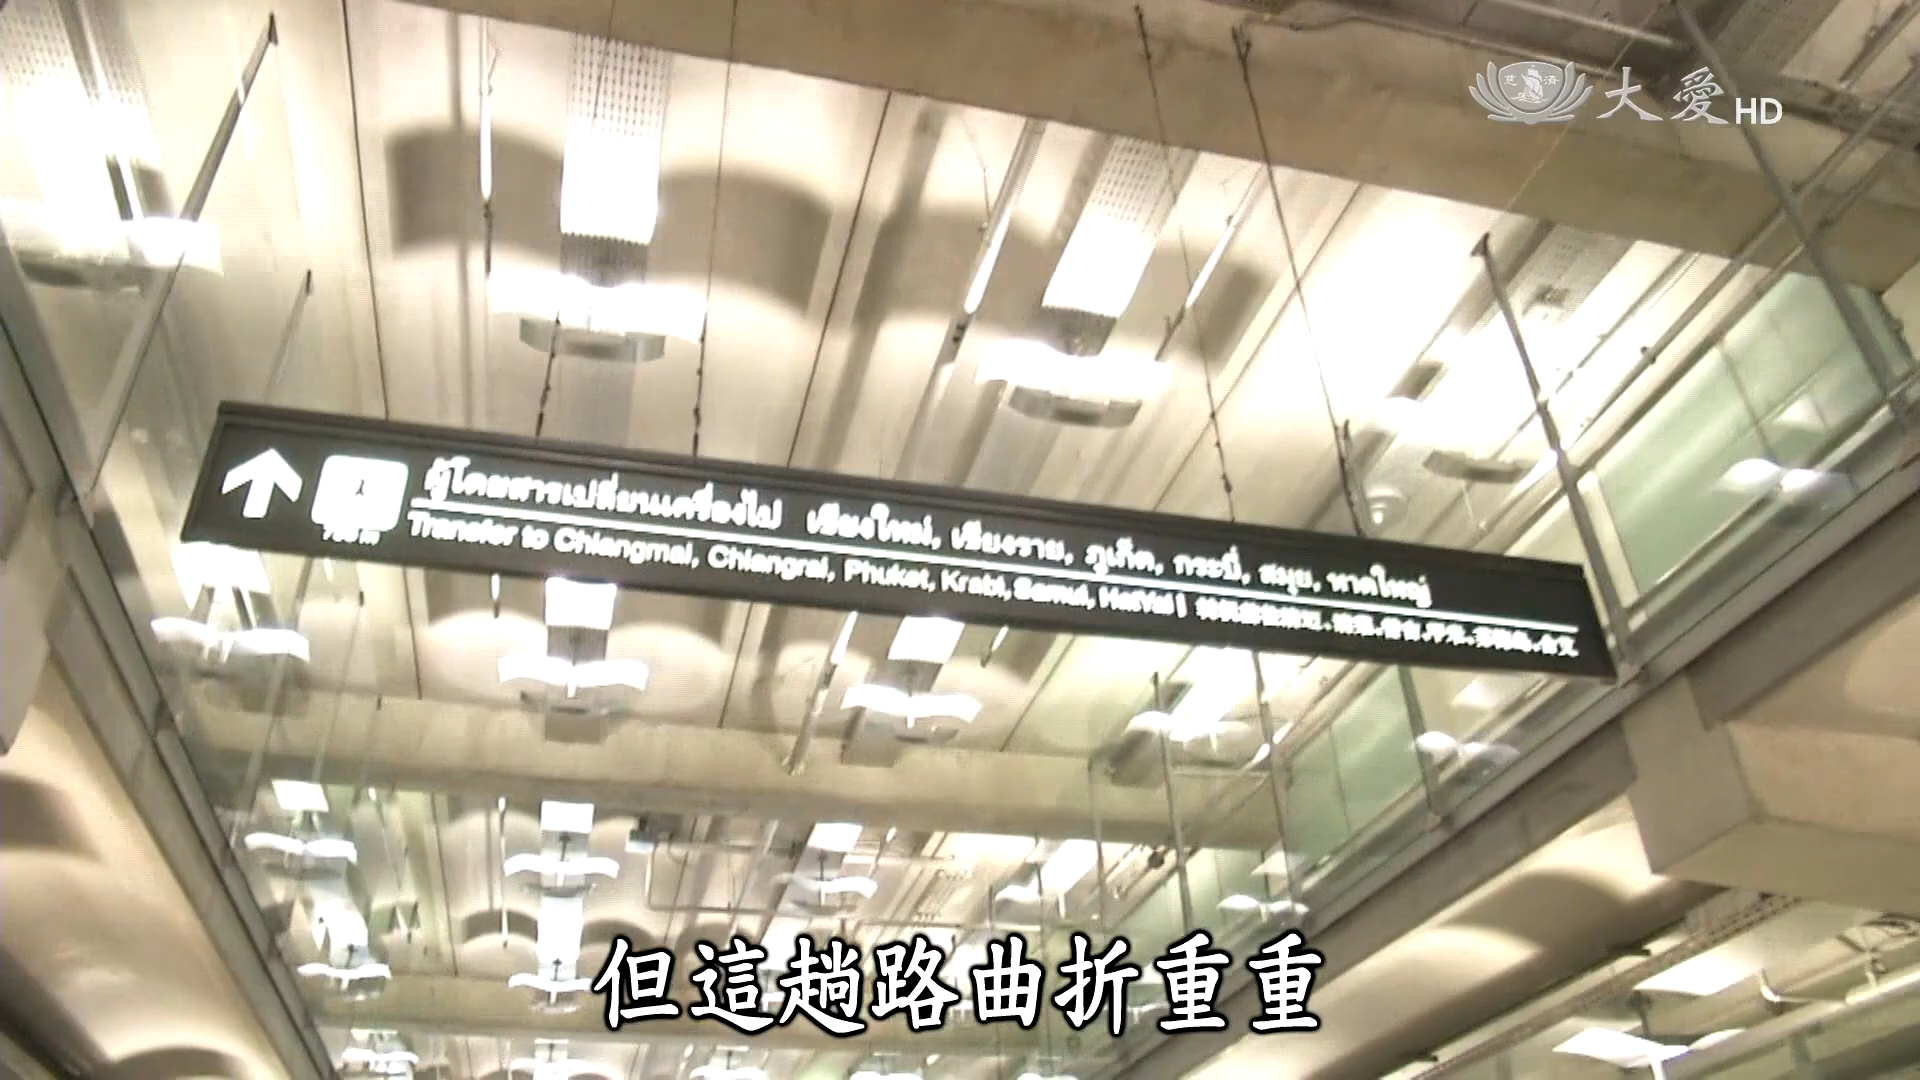 大愛HD
ผู้โดยสารเปลี่ยนเครื่องไป เชียงใหม่, เชียงราย, ภูเก็ต, กระบี่, สมุย, หาดใหญ่
Transfer to Chiangmai, Chiangrai, Phuket, Krabi, Samui, HatYai |
但這趟路曲折重重